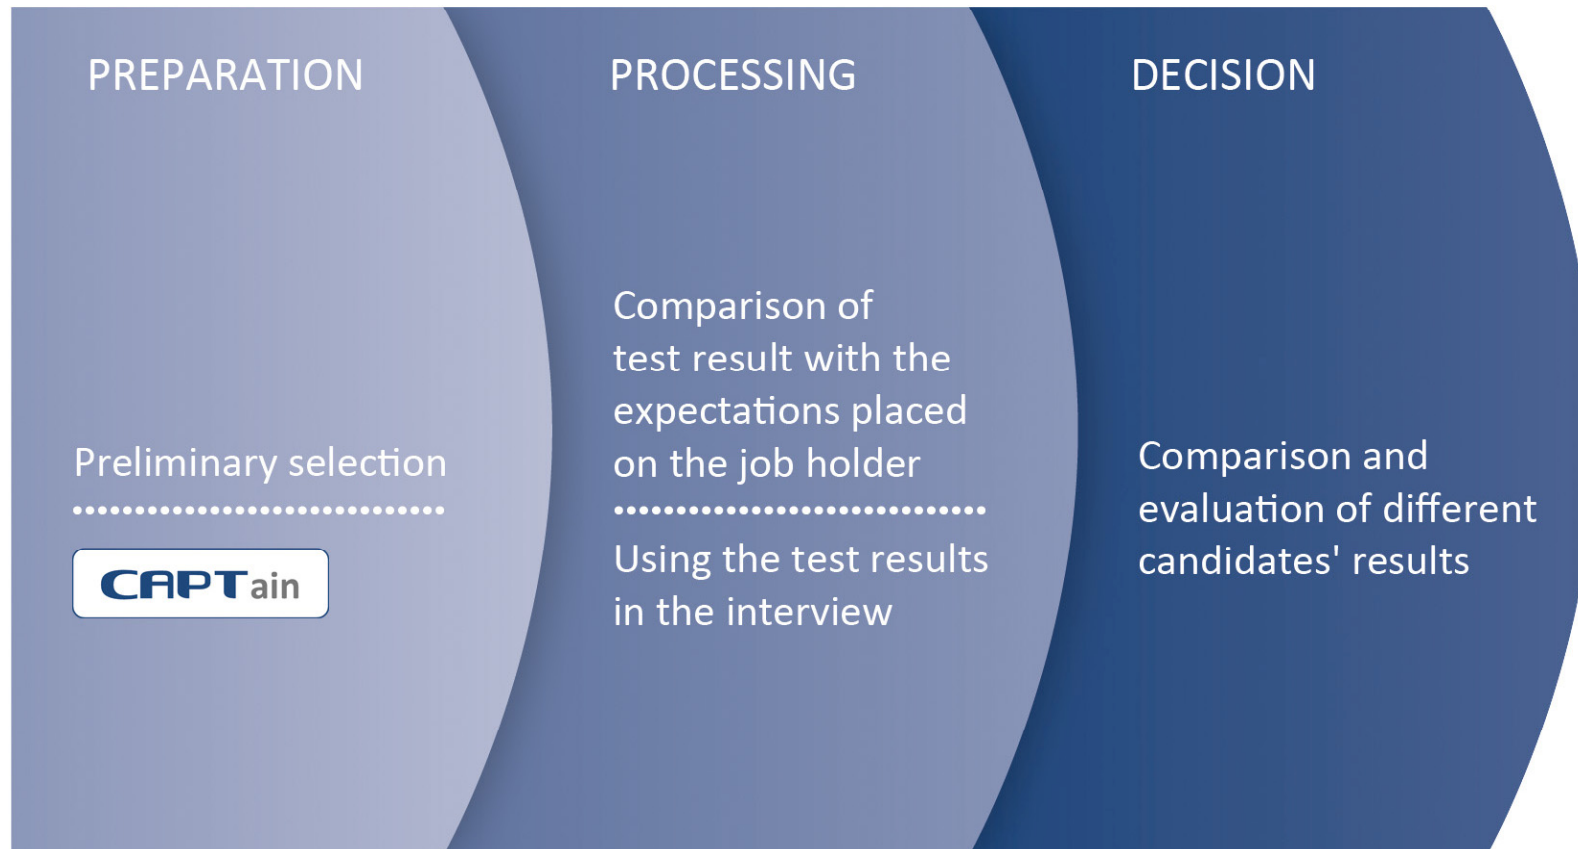 PREPARATION
Preliminary selection
CAPTain
PROCESSING
Comparison of
test result with the
expectations placed
on the job holder
Using the test results
in the interview
DECISION
Comparison and
evaluation of different
candidates' results